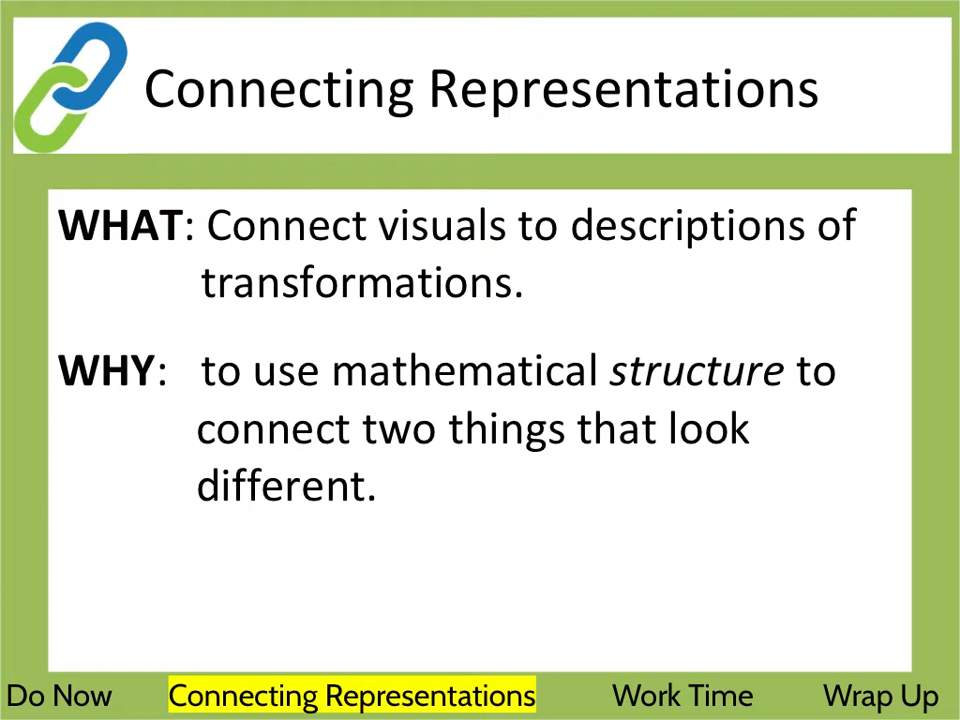 Connecting Representations
WHAT: Connect visuals to descriptions of
transformations.
WHY: to use mathematical structure to
connect two things that look
different.
Do Now Connecting Representations Work Time Wrap Up